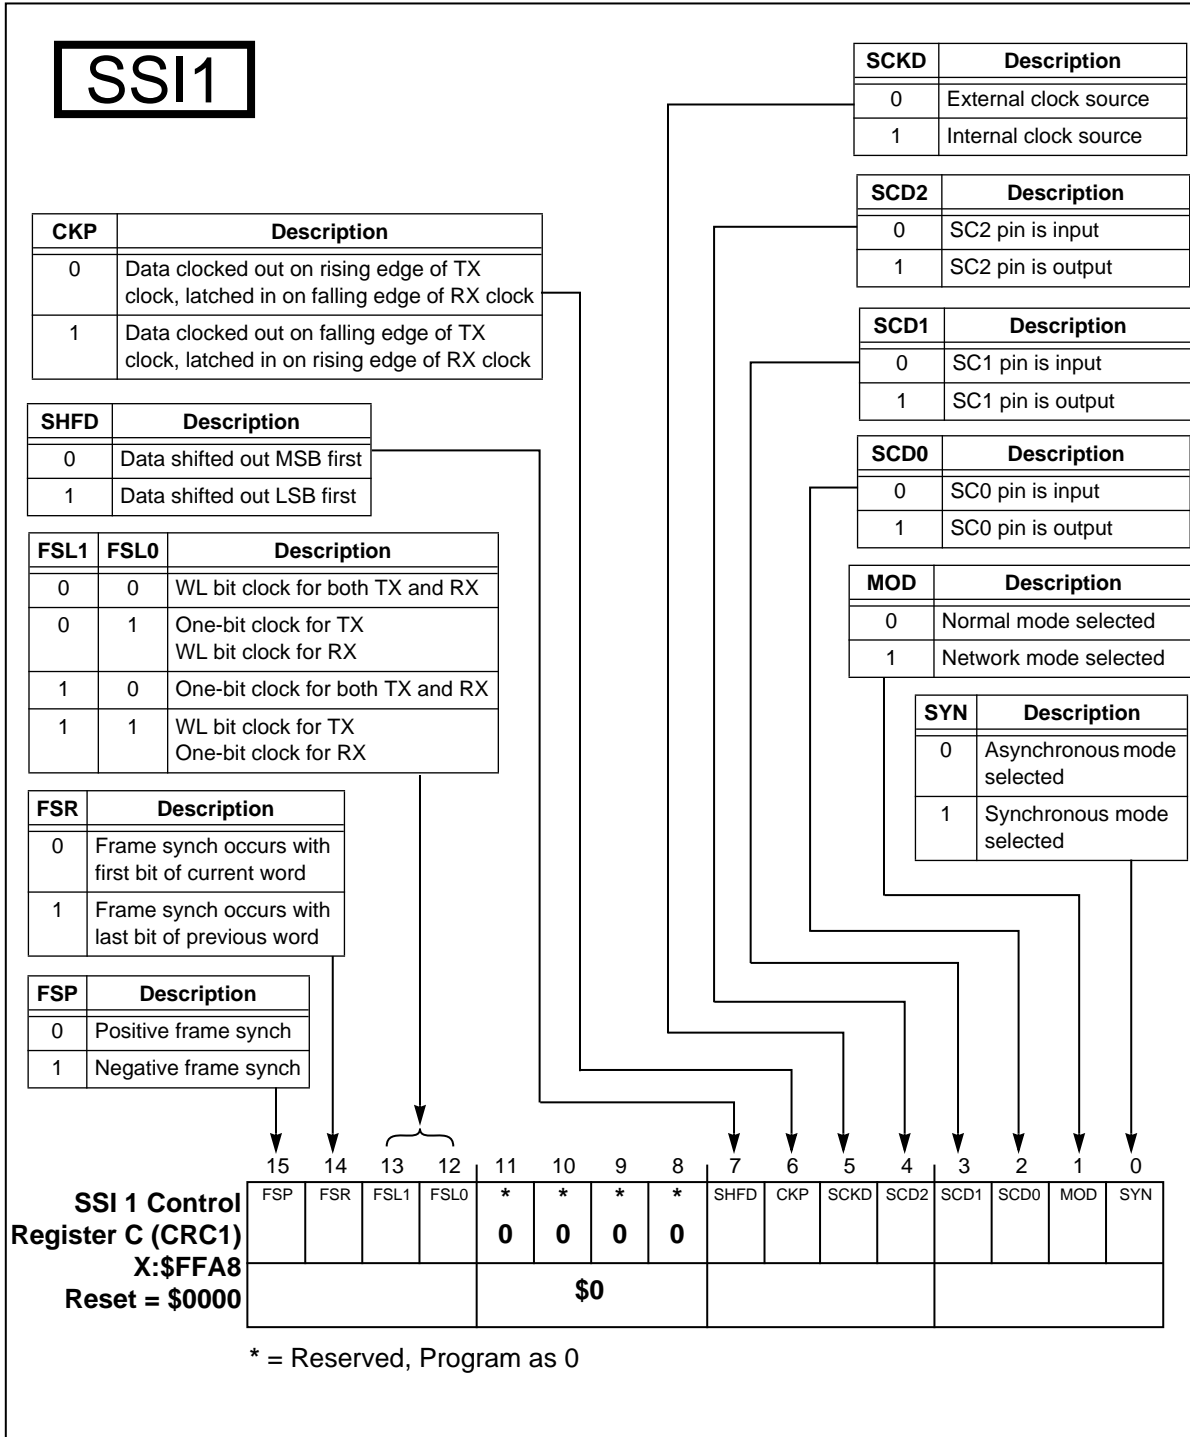 SSI1
SCKD Description
0 External clock source
1 Internal clock source
SCD2 Description
0 SC2 pin is input
1 SC2 pin is output
CKP Description
0 Data clocked out on rising edge of TX
clock, latched in on falling edge of RX clock
1 Data clocked out on falling edge of TX
clock, latched in on rising edge of RX clock
SCD1 Description
0 SC1 pin is input
1 SC1 pin is output
SHFD Description
0 Data shifted out MSB first
1 Data shifted out LSB first
SCD0 Description
0 SC0 pin is input
1 SC0 pin is output
FSL1 FSL0 Description
0 0 WL bit clock for both TX and RX
0 1 One-bit clock for TX
WL bit clock for RX
1 0 One-bit clock for both TX and RX
1 1 WL bit clock for TX
One-bit clock for RX
MOD Description
0 Normal mode selected
1 Network mode selected
SYN Description
0 Asynchronous mode
selected
1 Synchronous mode
selected
FSR Description
0 Frame synch occurs with
first bit of current word
1 Frame synch occurs with
last bit of previous word
FSP Description
0 Positive frame synch
1 Negative frame synch
15 14 13 12 11 10 9 8 7 6 5 4 3 2 1 0
FSP FSR FSL1 FSL0 * * * * SHFD CKP SCKD SCD2 SCD1 SCD0 MOD SYN
0 0 0 0
$0
SSI 1 Control
Register C (CRC1)
X:$FFA8
Reset = $0000
* = Reserved, Program as 0